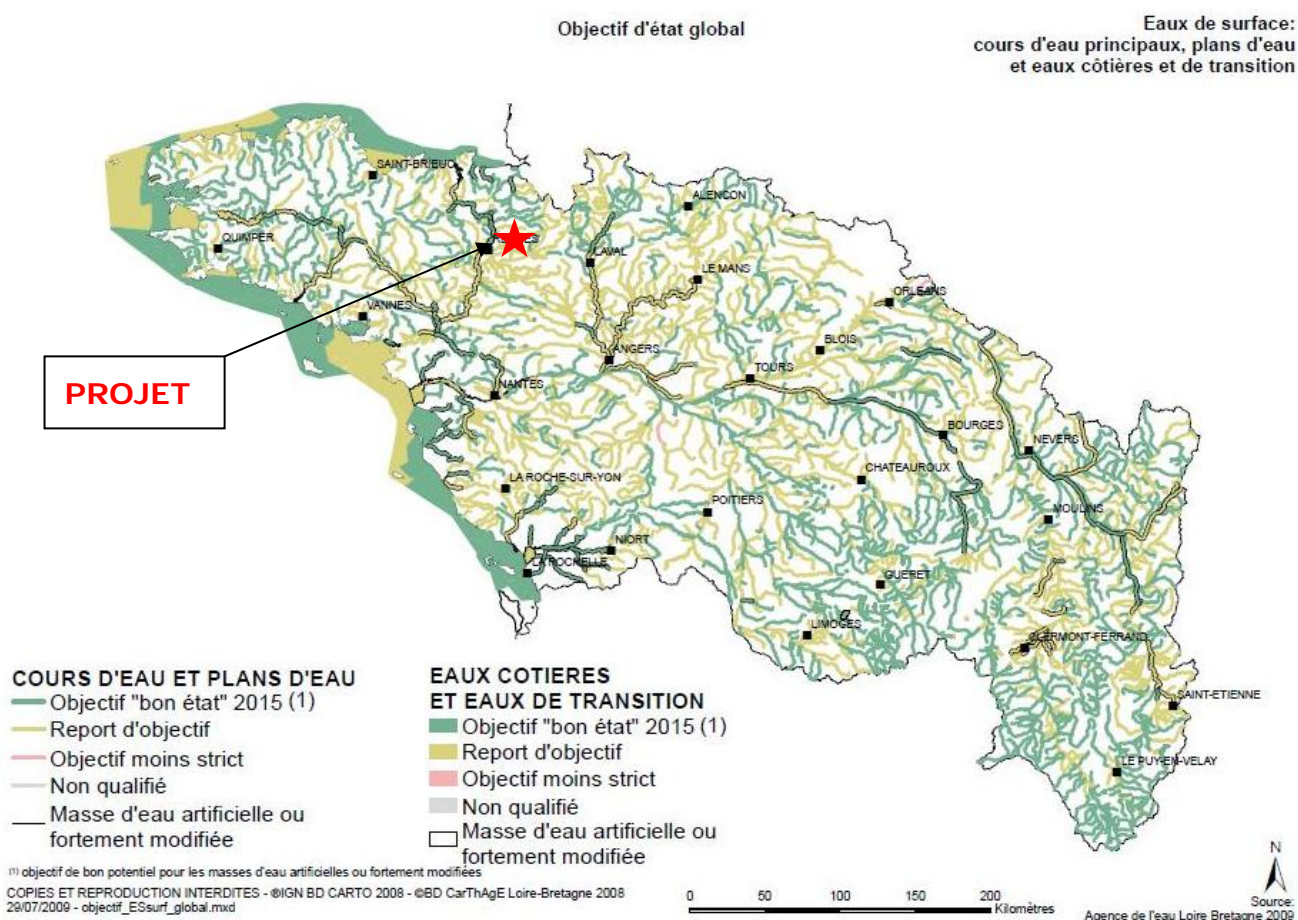 Objectif d'état global
Eaux de surface:
cours d'eau principaux, plans d'eau
et eaux côtières et de transition
SAINT-BRIEUC
ALENCON
QUIMPER
LAVAL
LE MANS
ORLEANS
VANNES
BLOIS
ANGERS
TOURS
PROJET
NANTES
BOURGES
NEVERS
LA ROCHE-SUR-YON
CHATEAUROUX
POITIERS
MOULINS
NIORT
LA ROCHELLE
GUERET
LIMOGES
CLERMONT-FERRAND
SAINT-ETIENNE
LE PUY-EN-VELAY
COURS D'EAU ET PLANS D'EAU
Objectif "bon état" 2015 (1)
Report d'objectif
Objectif moins strict
Non qualifié
Masse d'eau artificielle ou
fortement modifiée
EAUX COTIERES
ET EAUX DE TRANSITION
Objectif "bon état" 2015 (1)
Report d'objectif
Objectif moins strict
Non qualifié
Masse d'eau artificielle ou
fortement modifiée
(1) objectif de bon potentiel pour les masses d'eau artificielles ou fortement modifiées
COPIES ET REPRODUCTION INTERDITES - ®IGN BD CARTO 2008 - ©BD CarThAgE Loire-Bretagne 2008
29/07/2009 - objectif_ESsurf_global.mxd
0 50 100 150 200
Kilomètres
N
Source:
Agence de l'eau Loire Bretagne 2009